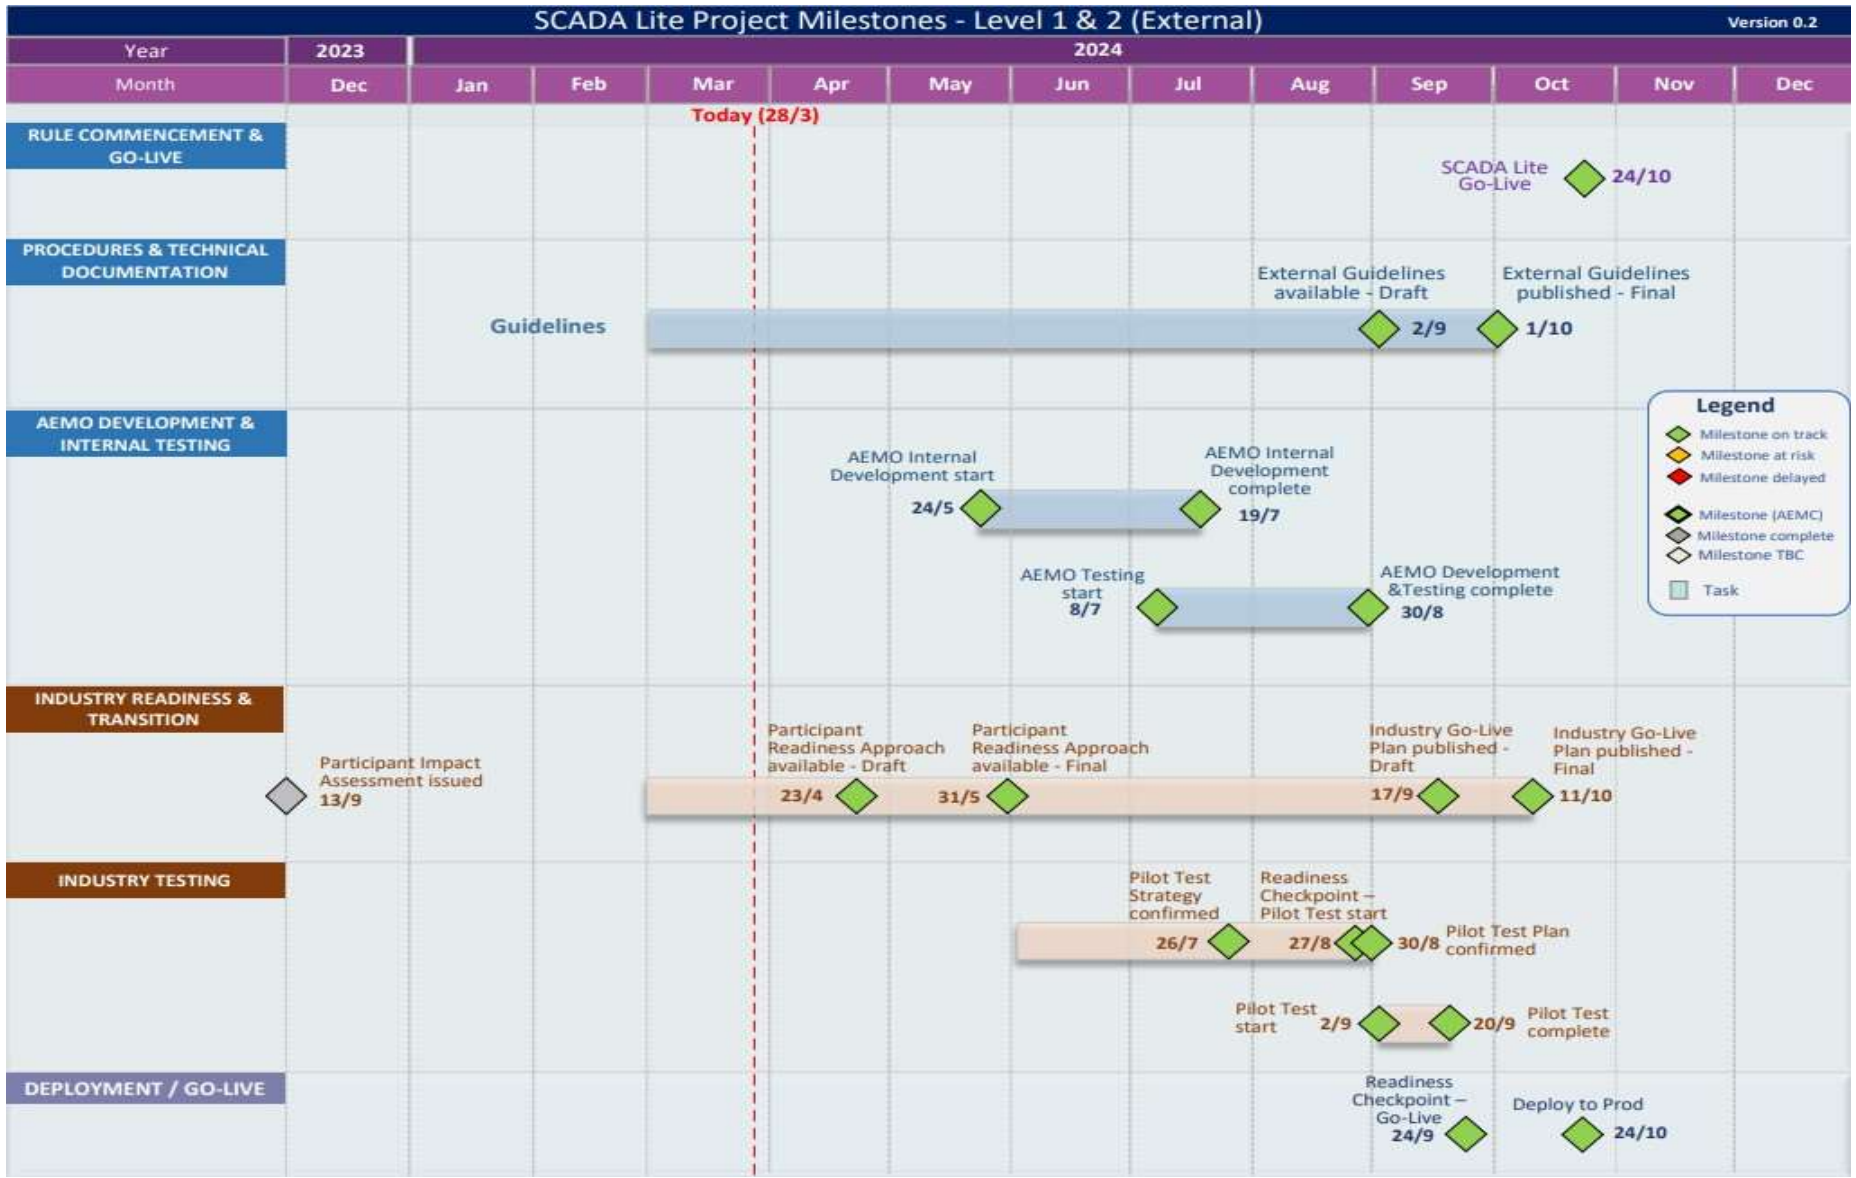 SCADA Lite Project Milestones - Level 1 & 2 (External)
Version 0.2
Year
2023
2024
Month
Dec
Jan
Feb
Mar
Apr
May
Jun
Jul
Aug
Sep
Oct
Nov
Dec
Today (28/3)
RULE COMMENCEMENT &
GO-LIVE
SCADA Lite
Go-Live
24/10
PROCEDURES & TECHNICAL
DOCUMENTATION
Guidelines
External Guidelines
available - Draft
2/9
External Guidelines
published - Final
1/10
Legend
Milestone on track
Milestone at risk
Milestone delayed
Milestone (AEMC)
Milestone complete
Milestone TBC
Task
AEMO DEVELOPMENT &
INTERNAL TESTING
AEMO Internal
Development start
24/5
AEMO Internal
Development
complete
19/7
AEMO Testing
start
8/7
AEMO Development
&Testing complete
30/8
INDUSTRY READINESS &
TRANSITION
Participant Impact
Assessment issued
13/9
Participant
Readiness Approach
available - Draft
23/4
Participant
Readiness Approach
available - Final
31/5
Industry Go-Live
Plan published -
Draft
17/9
Industry Go-Live
Plan published -
Final
11/10
INDUSTRY TESTING
Pilot Test
Strategy
confirmed
26/7
Readiness
Checkpoint –
Pilot Test start
27/8
30/8
Pilot Test Plan
confirmed
Pilot Test
start
2/9
20/9
Pilot Test
complete
DEPLOYMENT / GO-LIVE
Readiness
Checkpoint –
Go-Live
24/9
Deploy to Prod
24/10